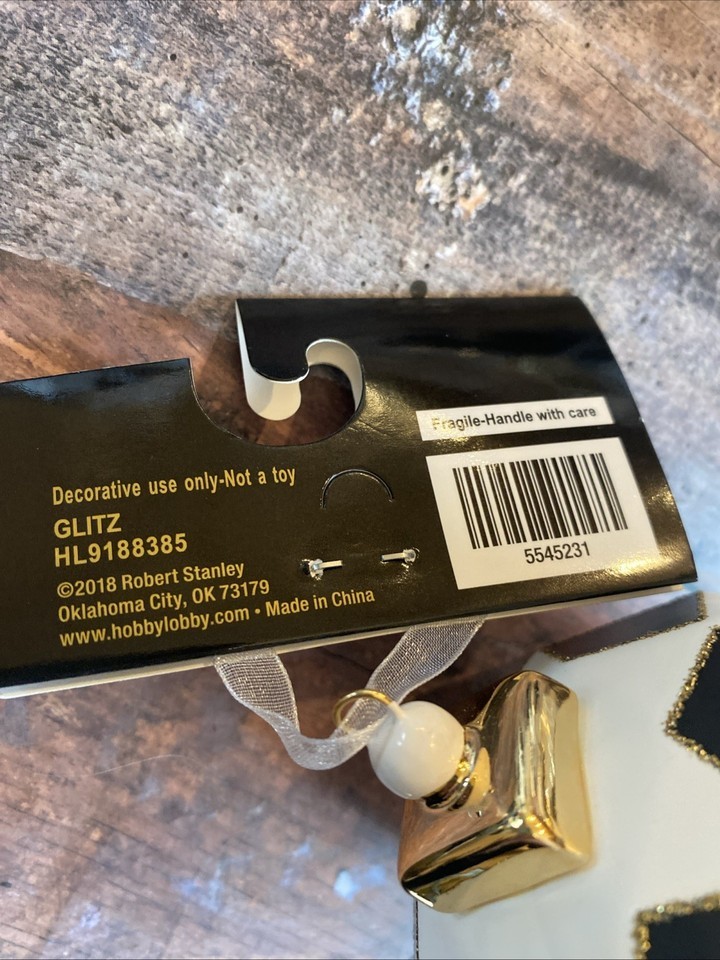 Fragile-Handle with care
5545231
Decorative use only-Not a toy
GLITZ
HL9188385
©2018 Robert Stanley
Oklahoma City, OK 73179
www.hobbylobby.com • Made in China